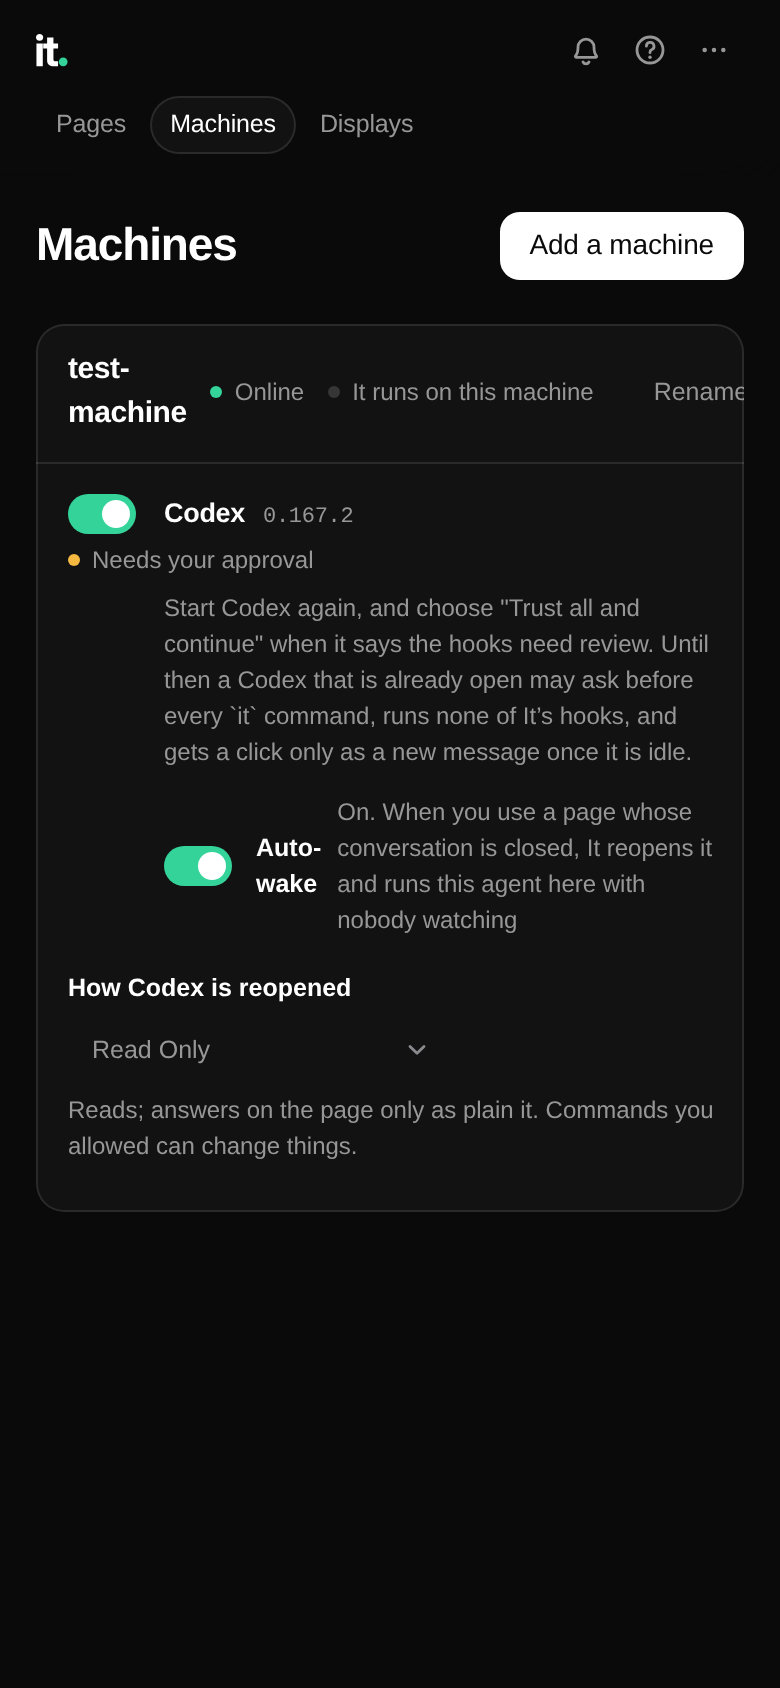 it.
Pages Machines Displays
Machines
Add a machine
test-
machine
Online
It runs on this machine
Rename
Codex 0.167.2
Needs your approval
Start Codex again, and choose "Trust all and
continue" when it says the hooks need review. Until
then a Codex that is already open may ask before
every `it` command, runs none of It’s hooks, and
gets a click only as a new message once it is idle.
Auto-
wake
On. When you use a page whose
conversation is closed, It reopens it
and runs this agent here with
nobody watching
How Codex is reopened
Read Only
Reads; answers on the page only as plain it. Commands you
allowed can change things.